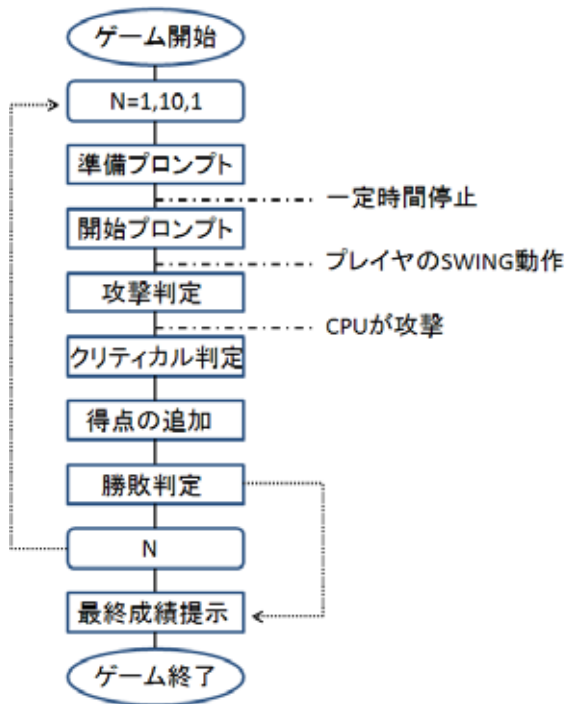 ゲーム開始
N=1,10,1
準備プロンプト
一定時間停止
開始プロンプト
プレイヤのSWING動作
攻撃判定
CPUが攻撃
クリティカル判定
得点の追加
勝敗判定
N
最終成績提示
ゲーム終了